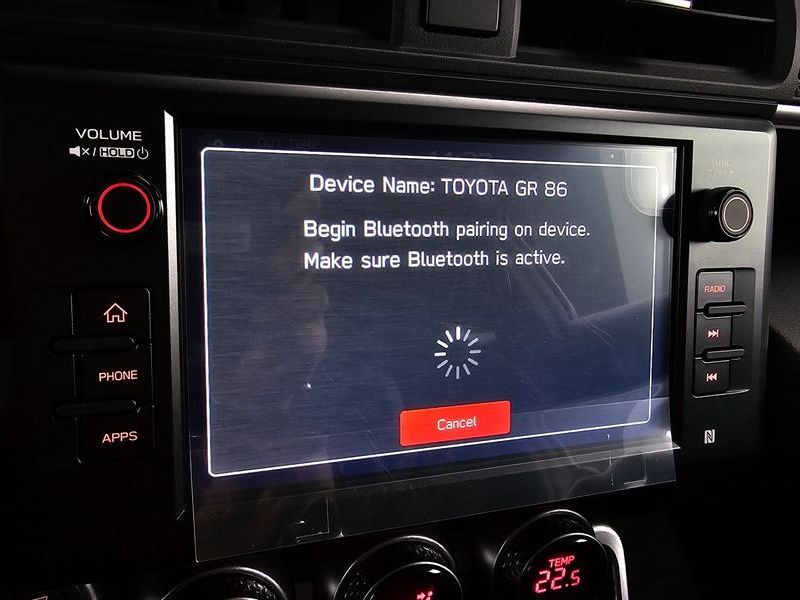 VOLUME
/ HOLD
Device Name: TOYOTA GR 86
Begin Bluetooth pairing on device.
Make sure Bluetooth is active.
Cancel
PHONE
APPS
RADIO
TEMP
22.5